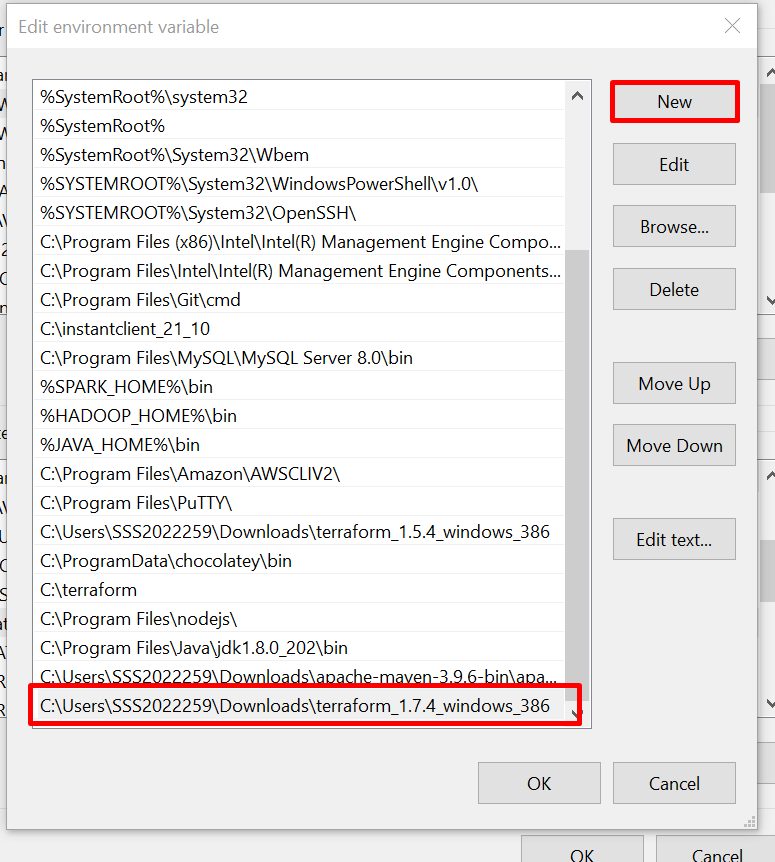 Edit environment variable
%SystemRoot%\system32
%SystemRoot%
%SystemRoot%\System32\Wbem
%SYSTEMROOT%\System32\WindowsPowerShell\v1.0\
%SYSTEMROOT%\System32\OpenSSH\
C:\Program Files (x86)\Intel\Intel(R) Management Engine Compo...
C:\Program Files\Intel\Intel(R) Management Engine Components...
C:\Program Files\Git\cmd
C:\instantclient_21_10
C:\Program Files\MySQL\MySQL Server 8.0\bin
%SPARK_HOME%\bin
%HADOOP_HOME%\bin
%JAVA_HOME%\bin
C:\Program Files\Amazon\AWSCLIV2\
C:\Program Files\PuTTY\
C:\Users\SSS2022259\Downloads\terraform_1.5.4_windows_386
C:\ProgramData\chocolatey\bin
C:\terraform
C:\Program Files\nodejs\
C:\Program Files\Java\jdk1.8.0_202\bin
C:\Users\SSS2022259\Downloads\apache-maven-3.9.6-bin\apa...
C:\Users\SSS2022259\Downloads\terraform_1.7.4_windows_386
New
Edit
Browse...
Delete
Move Up
Move Down
Edit text...
OK
Cancel
OK
Cancel